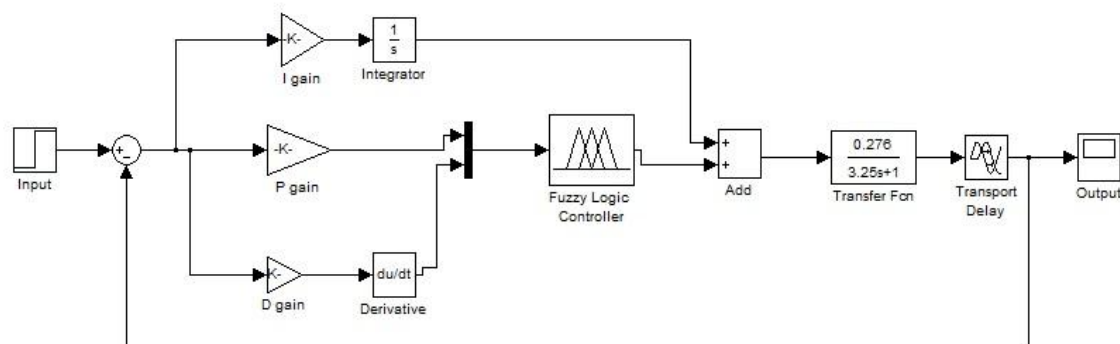 -K-
I gain
1
s
Integrator
Input
+
-
-K-
P gain
Fuzzy Logic
Controller
+
+
Add
0.276
3.25s+1
Transfer Fcn
Transport
Delay
Output
K-
D gain
du/dt
Derivative